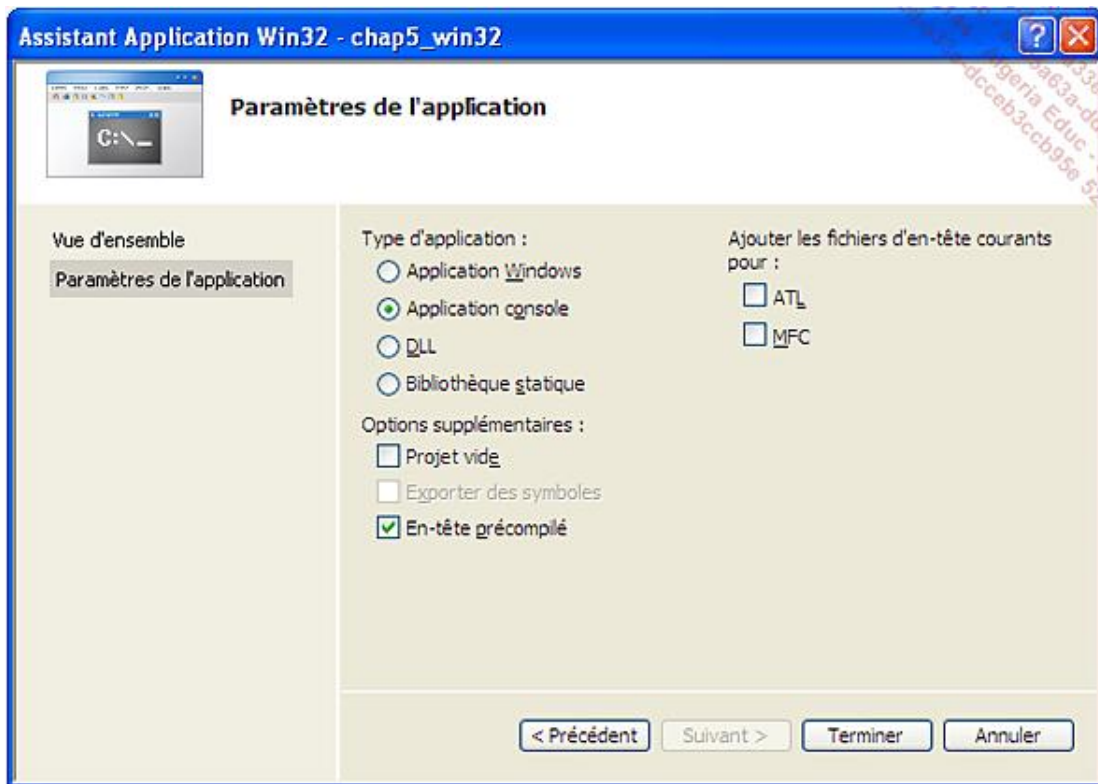 Assistant Application Win32 - chap5_win32
C:\_
Paramètres de l'application
Vue d'ensemble
Paramètres de l'application
Type d'application :
Application Windows
Application console
DLL
Bibliothèque statique
Options supplémentaires :
Projet vide
Exporter des symboles
En-tête précompilé
Ajouter les fichiers d'en-tête courants
pour :
ATL
MFC
< Précédent
Suivant >
Terminer
Annuler
Algeria Educ -